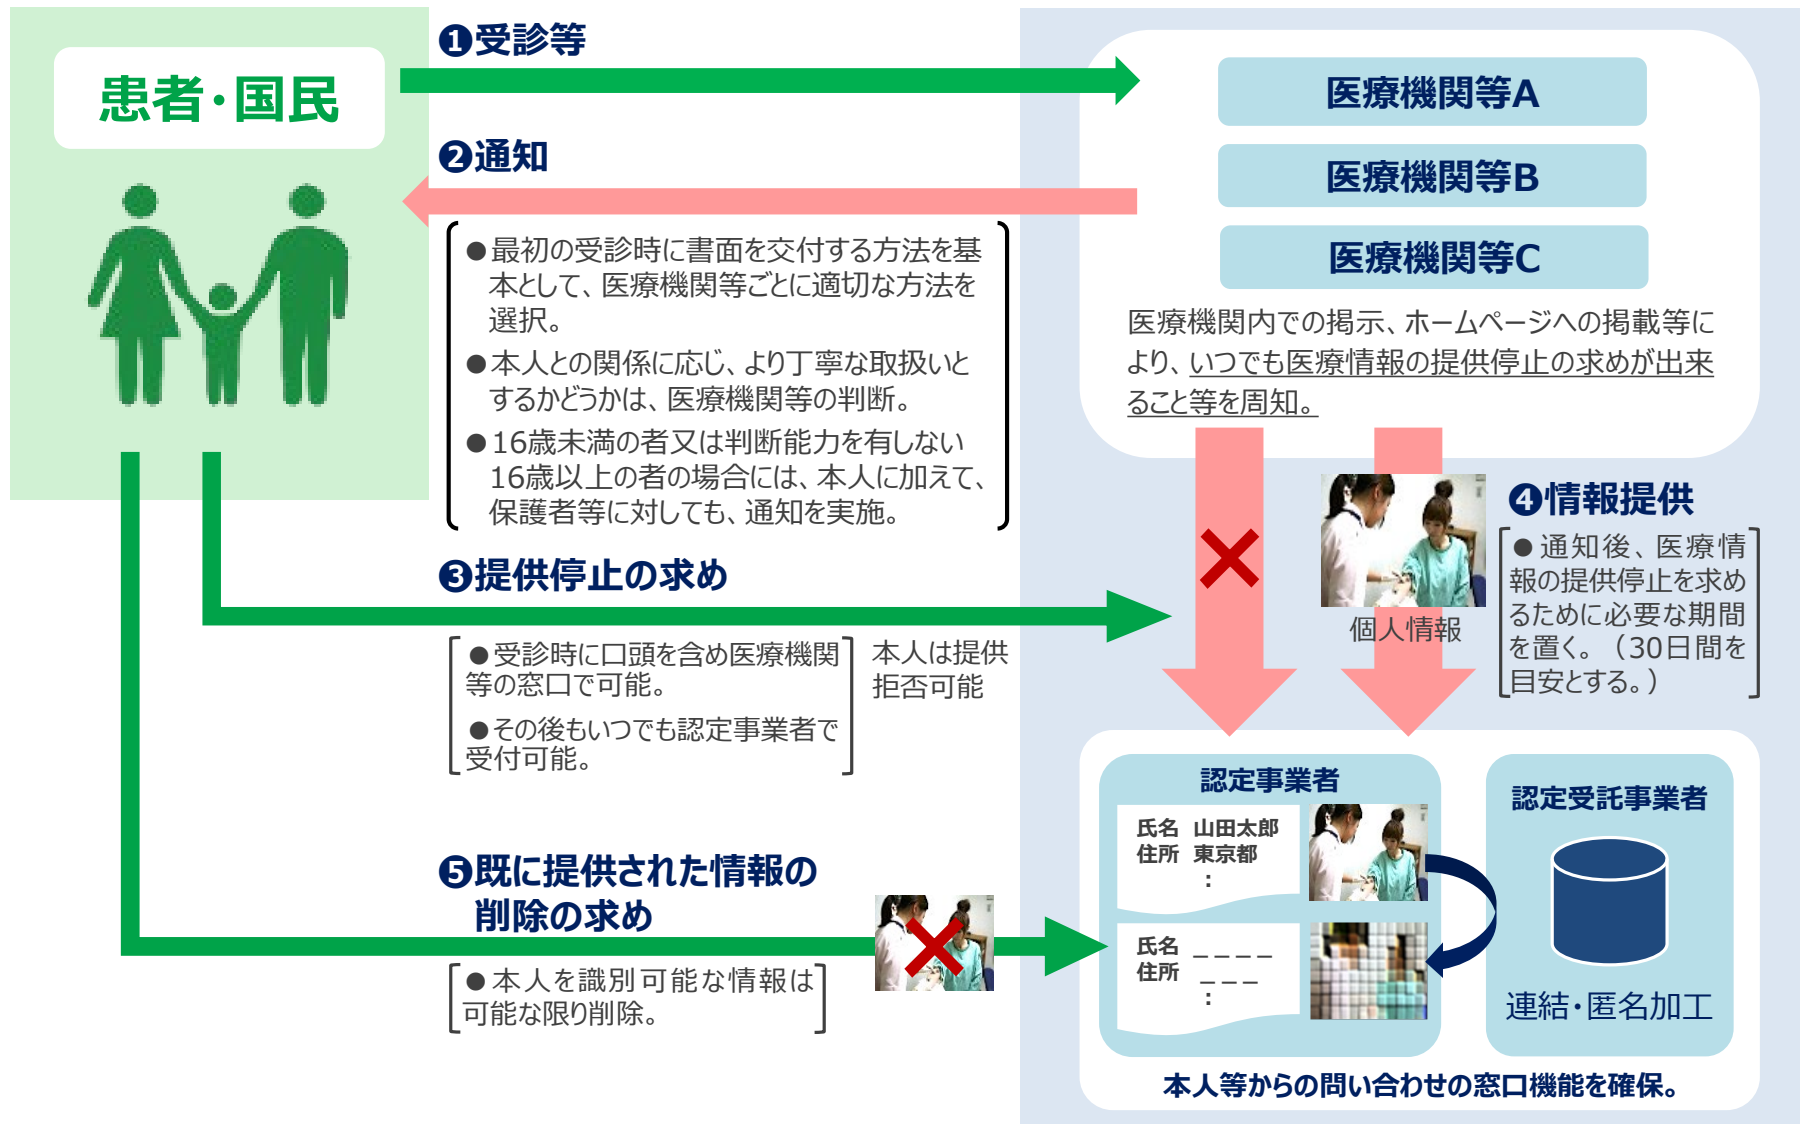 患者・国民
❶受診等
❷通知
●最初の受診時に書面を交付する方法を基
本として、医療機関等ごとに適切な方法を
選択。
●本人との関係に応じ、より丁寧な取扱いと
するかどうかは、医療機関等の判断。
●16歳未満の者又は判断能力を有しない
16歳以上の者の場合には、本人に加えて、
保護者等に対しても、通知を実施。
医療機関等A
医療機関等B
医療機関等C
医療機関内での掲示、ホームページへの掲載等に
より、いつでも医療情報の提供停止の求めが出来
ること等を周知。
❸提供停止の求め
●受診時に口頭を含め医療機関
等の窓口で可能。
●その後もいつでも認定事業者で
受付可能。
本人は提供
拒否可能
個人情報
❹情報提供
●通知後、医療情
報の提供停止を求め
るために必要な期間
を置く。（30日間を
目安とする。）
❺既に提供された情報の
削除の求め
●本人を識別可能な情報は
可能な限り削除。
認定事業者
氏名 山田太郎
住所 東京都
：
氏名 ＿＿＿＿
住所 ＿＿＿
：
認定受託事業者
連結・匿名加工
本人等からの問い合わせの窓口機能を確保。